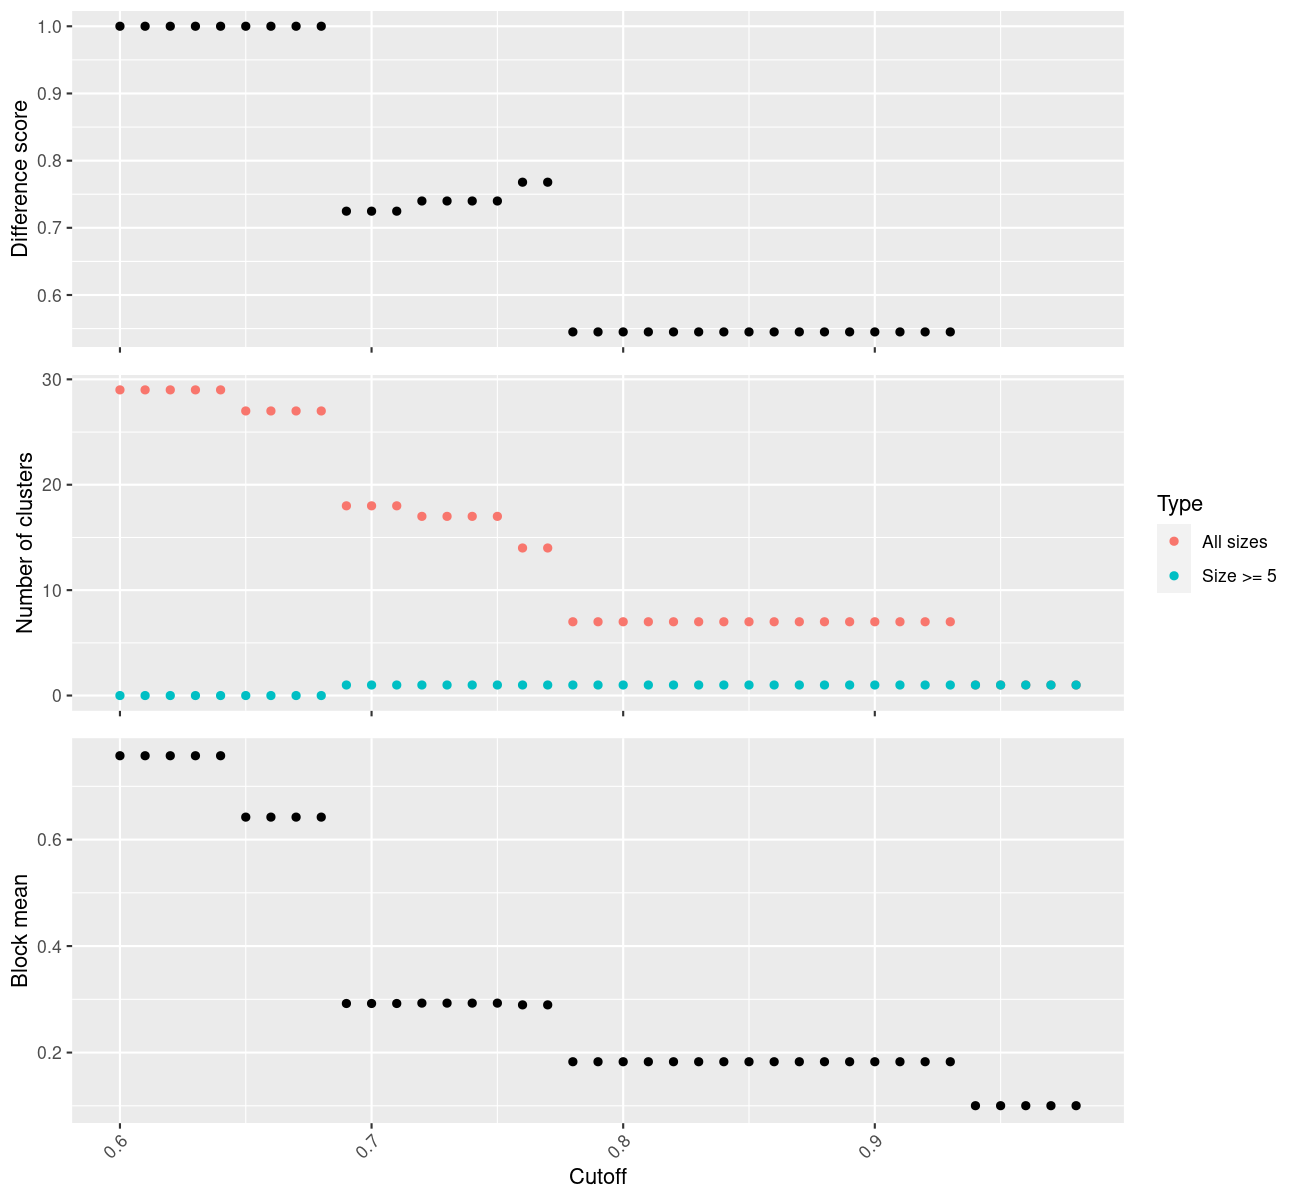 Difference score
1.0
0.9
0.8
0.7
0.6
Number of clusters
30
20
10
0
Type
All sizes
Size >= 5
Block mean
0.6
0.4
0.2
0.6
0.7
0.8
0.9
Cutoff